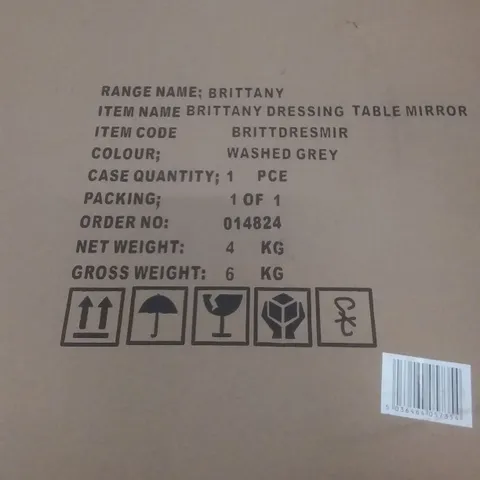 RANGE NAME; BRITTANY
ITEM NAME BRITTANY DRESSING TABLE MIRROR
ITEM CODE BRITTDRESMIR
COLOUR; WASHED GREY
CASE QUANTITY; 1 PCE
PACKING; 1 OF 1
ORDER NO: 014824
NET WEIGHT: 4 KG
GROSS WEIGHT: 6 KG